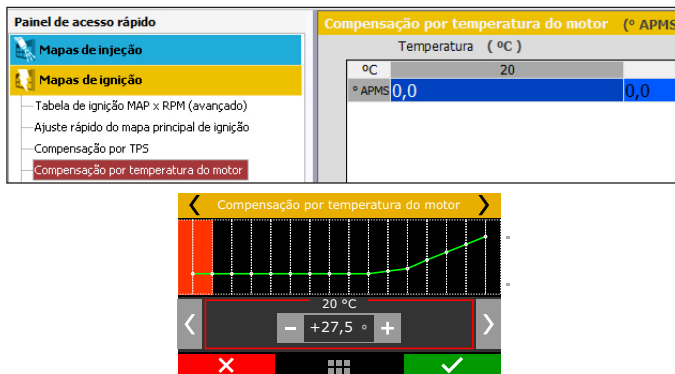 Painel de acesso rápido
Mapas de injeção
Mapas de ignição
Tabela de ignição MAP x RPM (avançado)
Ajuste rápido do mapa principal de ignição
Compensação por TPS
Compensação por temperatura do motor
Compensação por temperatura do motor (º APMS
Temperatura ( ºC )
ºC 20
º APMS 0,0 0,0
Compensação por temperatura do motor
20 °C
− +27,5 ° +